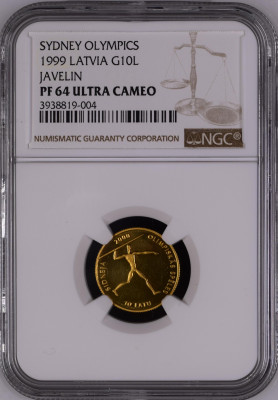 SYDNEY OLYMPICS
1999 LATVIA G10L
JAVELIN
PF 64 ULTRA CAMEO
3938819-004
NUMISMATIC GUARANTY CORPORATION
NGC
SIDNEJA 2000 OLIMPISKĀS SPĒLES
10 LATU